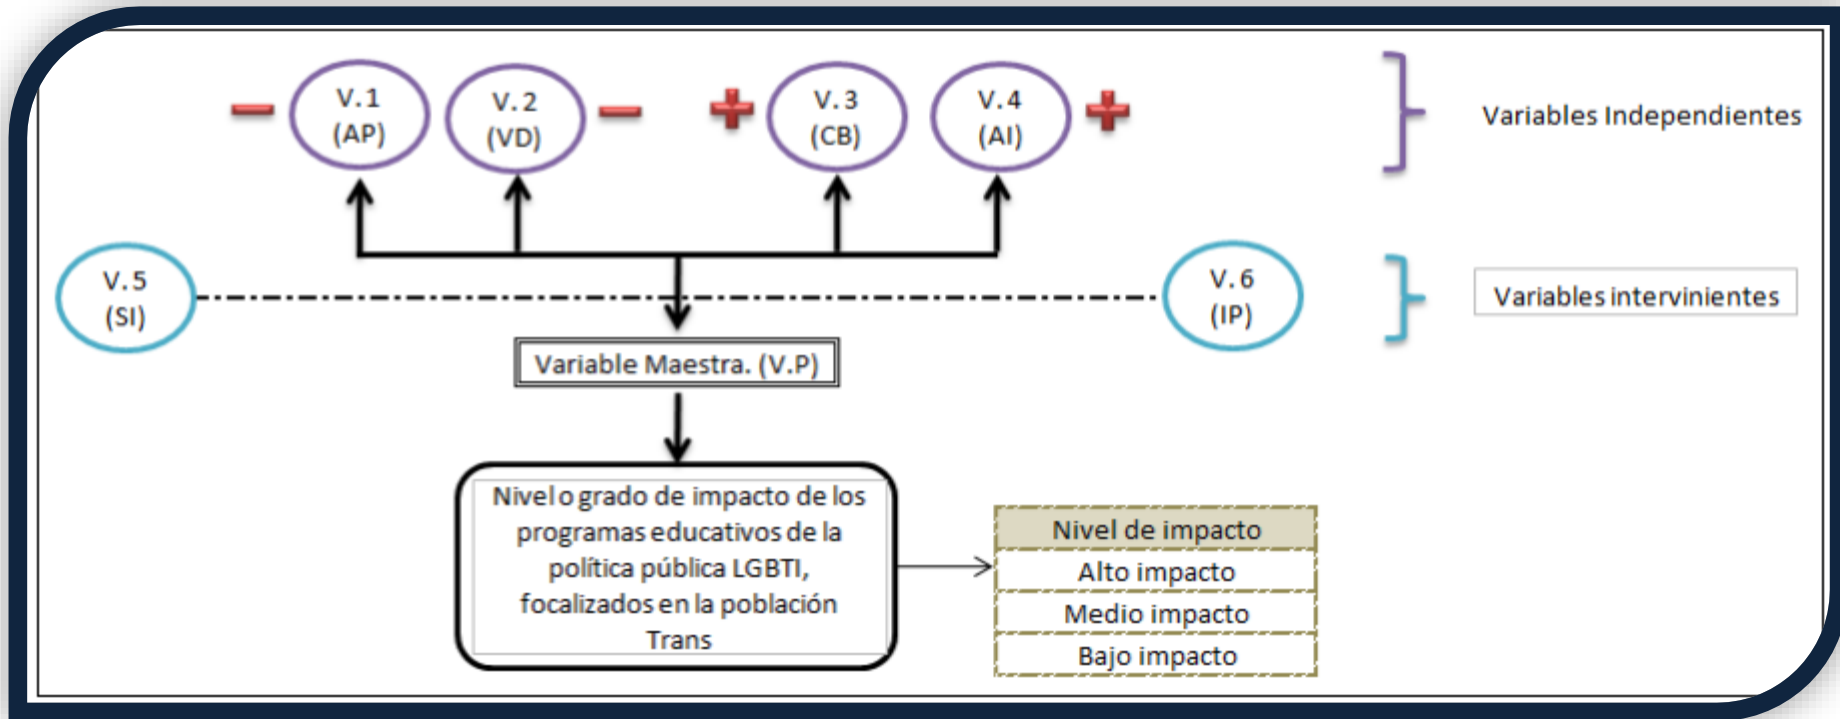 V.1
(AP)
V.2
(VD)
V.3
(CB)
V.4
(AI)
Variables Independientes
V.5
(SI)
V.6
(IP)
Variables intervinientes
Variable Maestra. (V.P)
Nivel o grado de impacto de los
programas educativos de la
política pública LGBTI,
focalizados en la población
Trans
Nivel de impacto
Alto impacto
Medio impacto
Bajo impacto